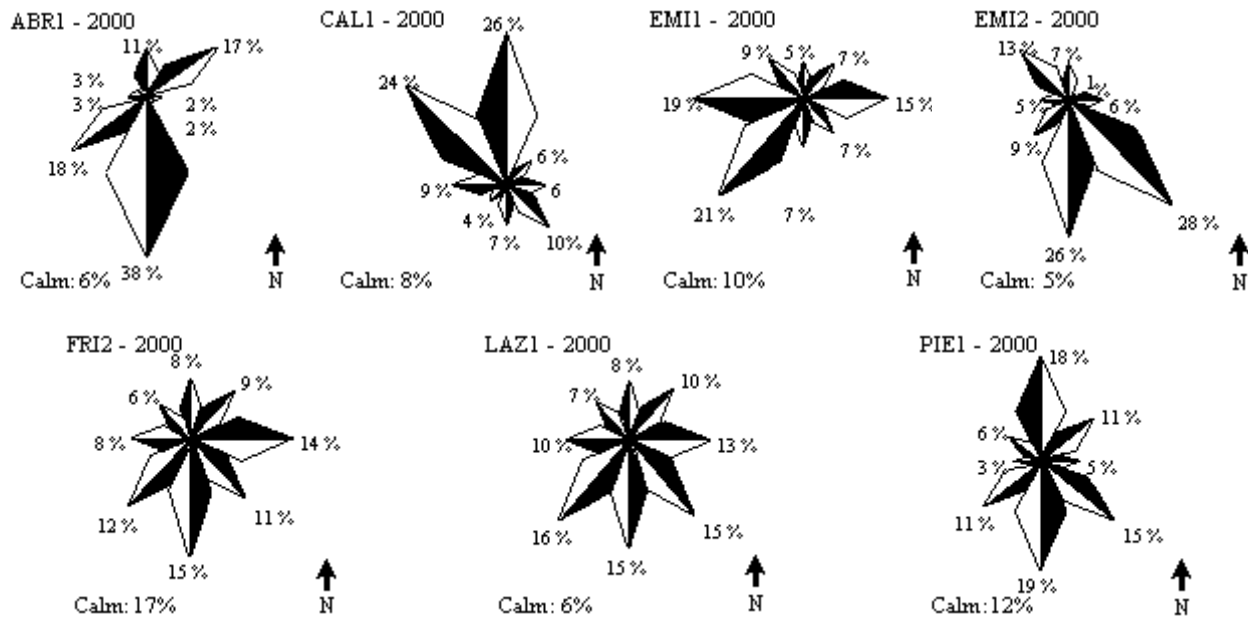 ABR1 - 2000
11 %
17 %
3 %
3 %
2 %
2 %
18 %
38 %
Calm: 6%
N
CAL1 - 2000
26 %
24 %
6 %
9 %
6
4 %
7 %
10%
Calm: 8%
N
EMI1 - 2000
9 %
5 %
7 %
19 %
15 %
7 %
21 %
7 %
Calm: 10%
N
EMI2 - 2000
13 %
7 %
1
%
5 %
6 %
9 %
28 %
26 %
Calm: 5%
N
FRI2 - 2000
8 %
9 %
6 %
8 %
14 %
12 %
11 %
15 %
Calm: 17%
N
LAZ1 - 2000
8 %
10 %
7 %
10 %
13 %
16 %
15 %
15 %
Calm: 6%
N
PIE1 - 2000
18 %
11 %
6 %
3 %
5 %
11 %
15 %
19 %
Calm: 12%
N